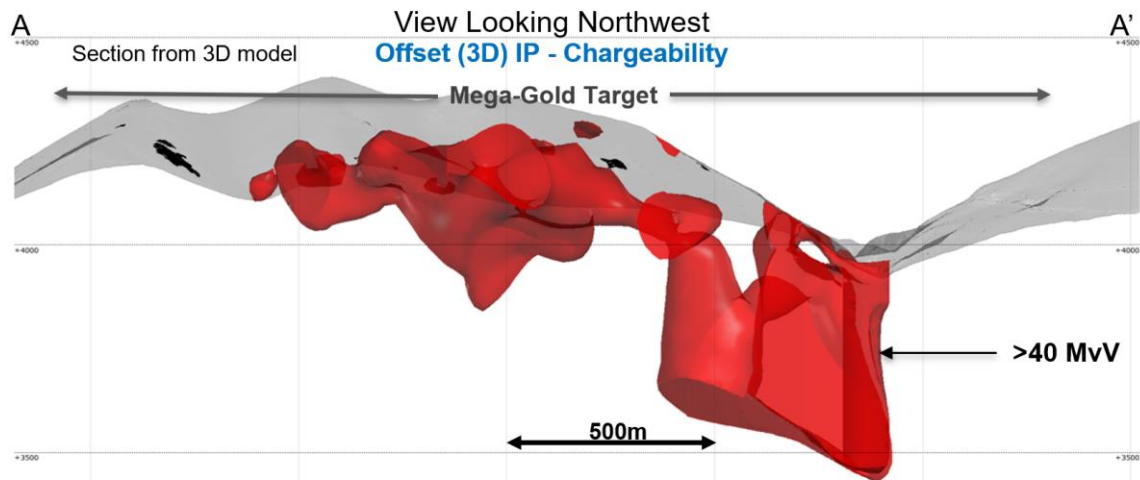 A View Looking Northwest A’
+4500 +4500
Section from 3D model Offset (3D) IP - Chargeability
Mega-Gold Target
+4000 +4000
>40 MvV
500m
+3500 +3500